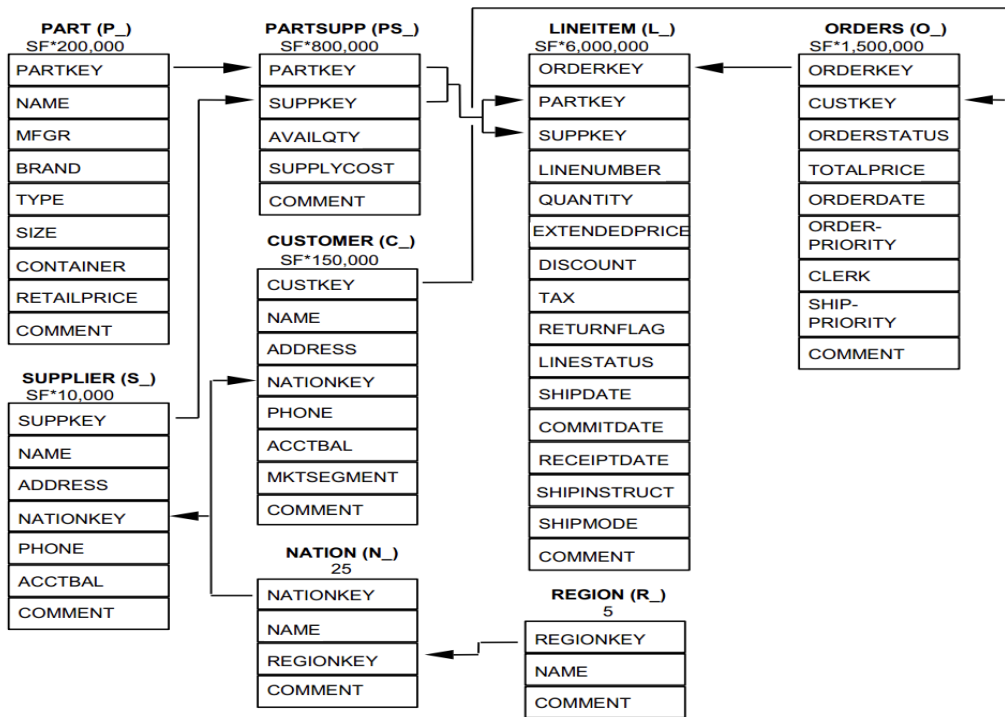 PART (P_)
SF*200,000
PARTKEY
NAME
MFGR
BRAND
TYPE
SIZE
CONTAINER
RETAILPRICE
COMMENT
SUPPLIER (S_)
SF*10,000
SUPPKEY
NAME
ADDRESS
NATIONKEY
PHONE
ACCTBAL
COMMENT
PARTSUPP (PS_)
SF*800,000
PARTKEY
SUPPKEY
AVAILQTY
SUPPLYCOST
COMMENT
CUSTOMER (C_)
SF*150,000
CUSTKEY
NAME
ADDRESS
NATIONKEY
PHONE
ACCTBAL
MKTSEGMENT
COMMENT
NATION (N_)
25
NATIONKEY
NAME
REGIONKEY
COMMENT
LINEITEM (L_)
SF*6,000,000
ORDERKEY
PARTKEY
SUPPKEY
LINENUMBER
QUANTITY
EXTENDEDPRICE
DISCOUNT
TAX
RETURNFLAG
LINESTATUS
SHIPDATE
COMMITDATE
RECEIPTDATE
SHIPINSTRUCT
SHIPMODE
COMMENT
REGION (R_)
5
REGIONKEY
NAME
COMMENT
ORDERS (O_)
SF*1,500,000
ORDERKEY
CUSTKEY
ORDERSTATUS
TOTALPRICE
ORDERDATE
ORDER-
PRIORITY
CLERK
SHIP-
PRIORITY
COMMENT